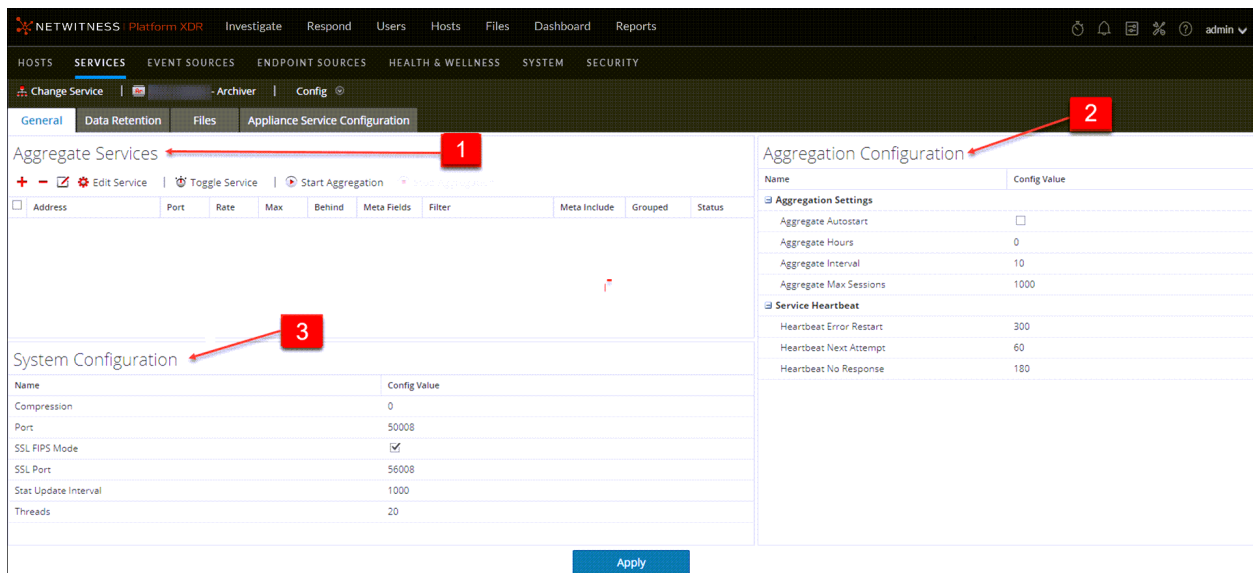 NETWITNESS Platform XDR Investigate Respond Users Hosts Files Dashboard Reports admin
HOSTS SERVICES EVENT SOURCES ENDPOINT SOURCES HEALTH & WELLNESS SYSTEM SECURITY
Change Service | - Archiver | Config
General Data Retention Files Appliance Service Configuration
1
2
Aggregate Services
+ - Edit Service | Toggle Service | Start Aggregation
Address Port Rate Max Behind Meta Fields Filter Meta Include Grouped Status
Aggregation Configuration
Name Config Value
Aggregation Settings
Aggregate Autostart
Aggregate Hours 0
Aggregate Interval 10
Aggregate Max Sessions 1000
Service Heartbeat
Heartbeat Error Restart 300
Heartbeat Next Attempt 60
Heartbeat No Response 180
3
System Configuration
Name Config Value
Compression 0
Port 50008
SSL FIPS Mode
SSL Port 56008
Stat Update Interval 1000
Threads 20
Apply